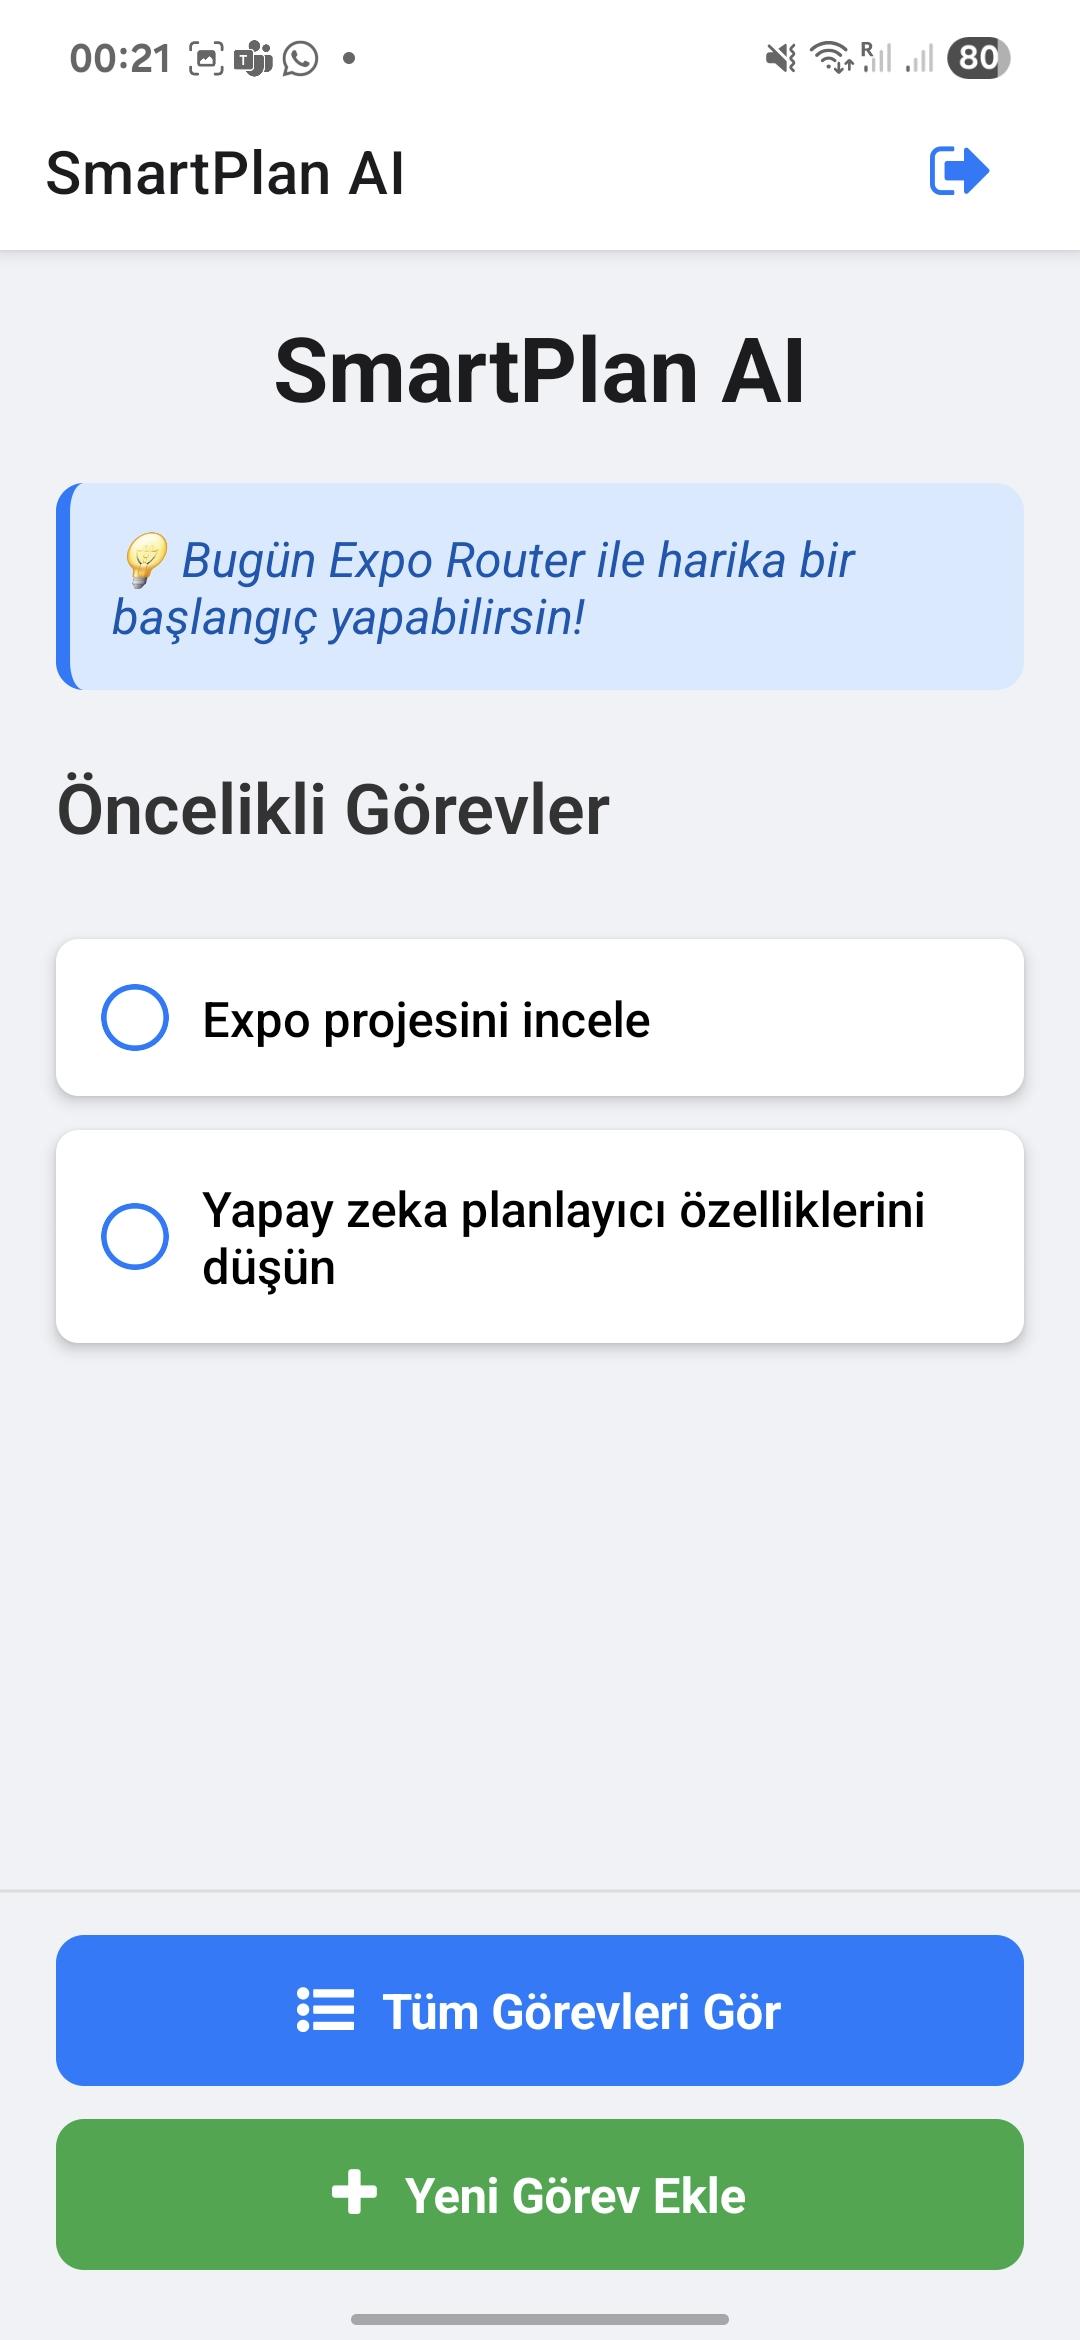 00:21
R
80
SmartPlan AI
SmartPlan AI
💡 Bugün Expo Router ile harika bir
başlangıç yapabilirsin!
Öncelikli Görevler
Expo projesini incele
Yapay zeka planlayıcı özelliklerini
düşün
Tüm Görevleri Gör
Yeni Görev Ekle